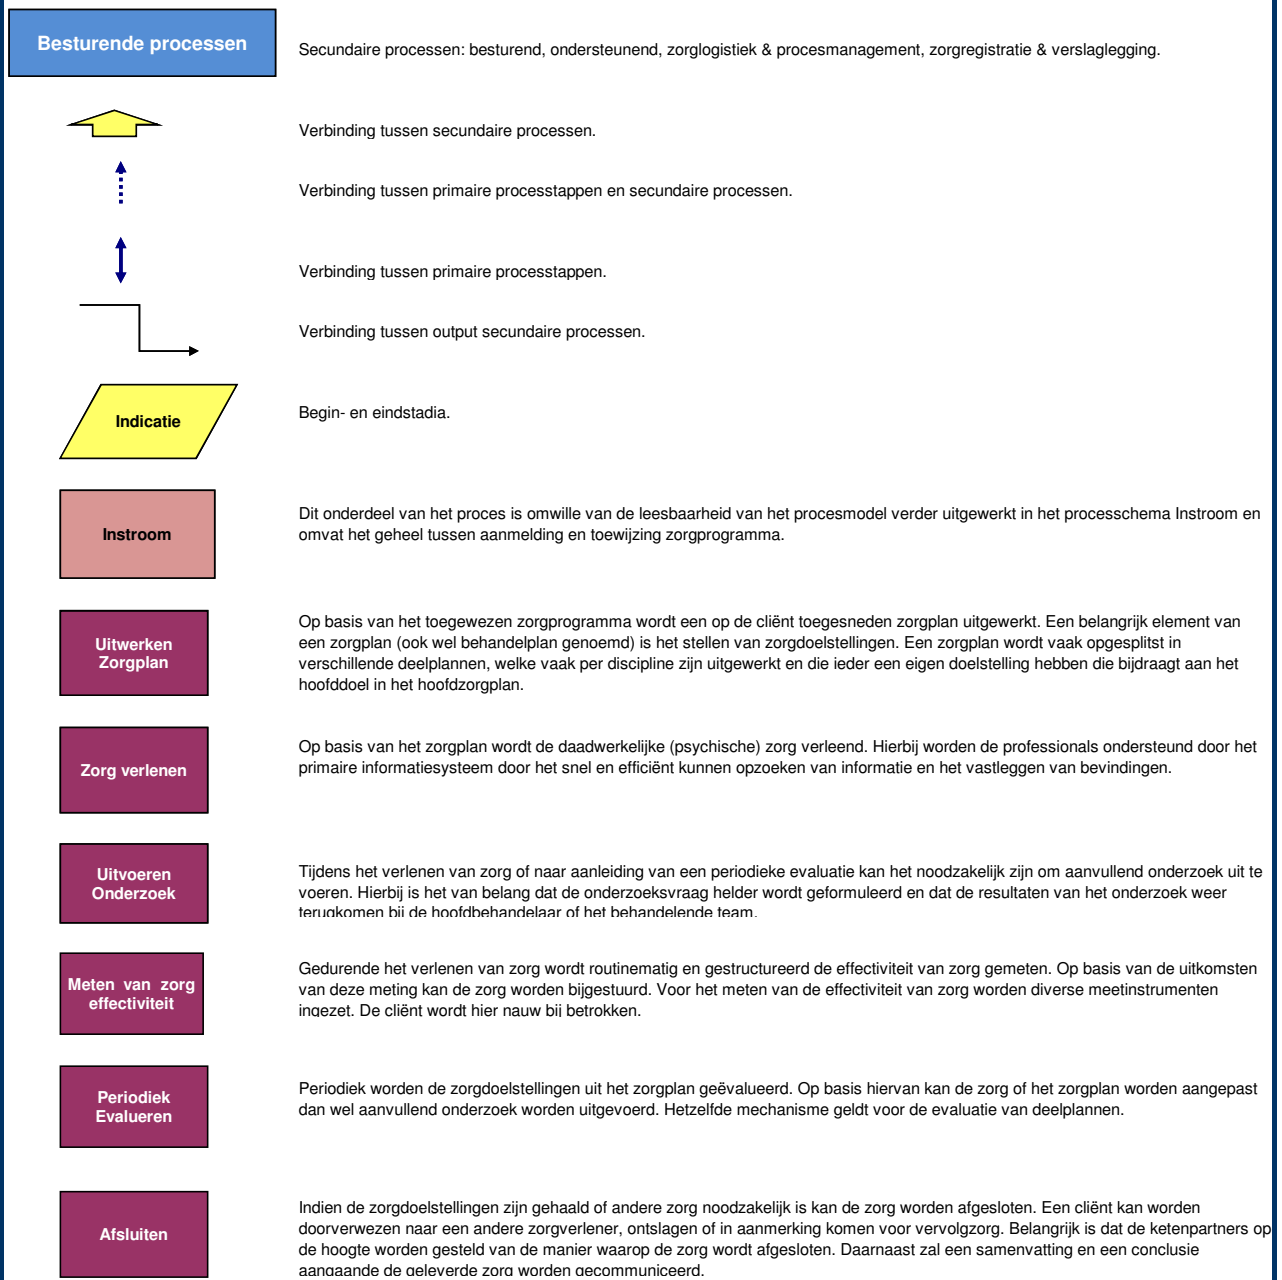 Besturende processen
Secundaire processen: besturend, ondersteunend, zorglogistiek & procesmanagement, zorgregistratie & verslaglegging.
Verbinding tussen secundaire processen.
Verbinding tussen primaire processtappen en secundaire processen.
Verbinding tussen primaire processtappen.
Verbinding tussen output secundaire processen.
Indicatie
Begin- en eindstadia.
Instroom
Dit onderdeel van het proces is omwille van de leesbaarheid van het procesmodel verder uitgewerkt in het processchema Instroom en
omvat het geheel tussen aanmelding en toewijzing zorgprogramma.
Uitwerken
Zorgplan
Op basis van het toegewezen zorgprogramma wordt een op de cliënt toegesneden zorgplan uitgewerkt. Een belangrijk element van
een zorgplan (ook wel behandelplan genoemd) is het stellen van zorgdoelstellingen. Een zorgplan wordt vaak opgesplitst in
verschillende deelplannen, welke vaak per discipline zijn uitgewerkt en die ieder een eigen doelstelling hebben die bijdraagt aan het
hoofddoel in het hoofdzorgplan.
Zorg verlenen
Op basis van het zorgplan wordt de daadwerkelijke (psychische) zorg verleend. Hierbij worden de professionals ondersteund door het
primaire informatiesysteem door het snel en efficiënt kunnen opzoeken van informatie en het vastleggen van bevindingen.
Uitvoeren
Onderzoek
Tijdens het verlenen van zorg of naar aanleiding van een periodieke evaluatie kan het noodzakelijk zijn om aanvullend onderzoek uit te
voeren. Hierbij is het van belang dat de onderzoeksvraag helder wordt geformuleerd en dat de resultaten van het onderzoek weer
terugkomen bij de hoofdbehandelaar of het behandelende team.
Meten van zorg
effectiviteit
Gedurende het verlenen van zorg wordt routinematig en gestructureerd de effectiviteit van zorg gemeten. Op basis van de uitkomsten
van deze meting kan de zorg worden bijgestuurd. Voor het meten van de effectiviteit van zorg worden diverse meetinstrumenten
ingezet. De cliënt wordt hier nauw bij betrokken.
Periodiek
Evalueren
Periodiek worden de zorgdoelstellingen uit het zorgplan geëvalueerd. Op basis hiervan kan de zorg of het zorgplan worden aangepast
dan wel aanvullend onderzoek worden uitgevoerd. Hetzelfde mechanisme geldt voor de evaluatie van deelplannen.
Afsluiten
Indien de zorgdoelstellingen zijn gehaald of andere zorg noodzakelijk is kan de zorg worden afgesloten. Een cliënt kan worden
doorverwezen naar een andere zorgverlener, ontslagen of in aanmerking komen voor vervolgzorg. Belangrijk is dat de ketenpartners op
de hoogte worden gesteld van de manier waarop de zorg wordt afgesloten. Daarnaast zal een samenvatting en een conclusie
aangaande de geleverde zorg worden gecommuniceerd.